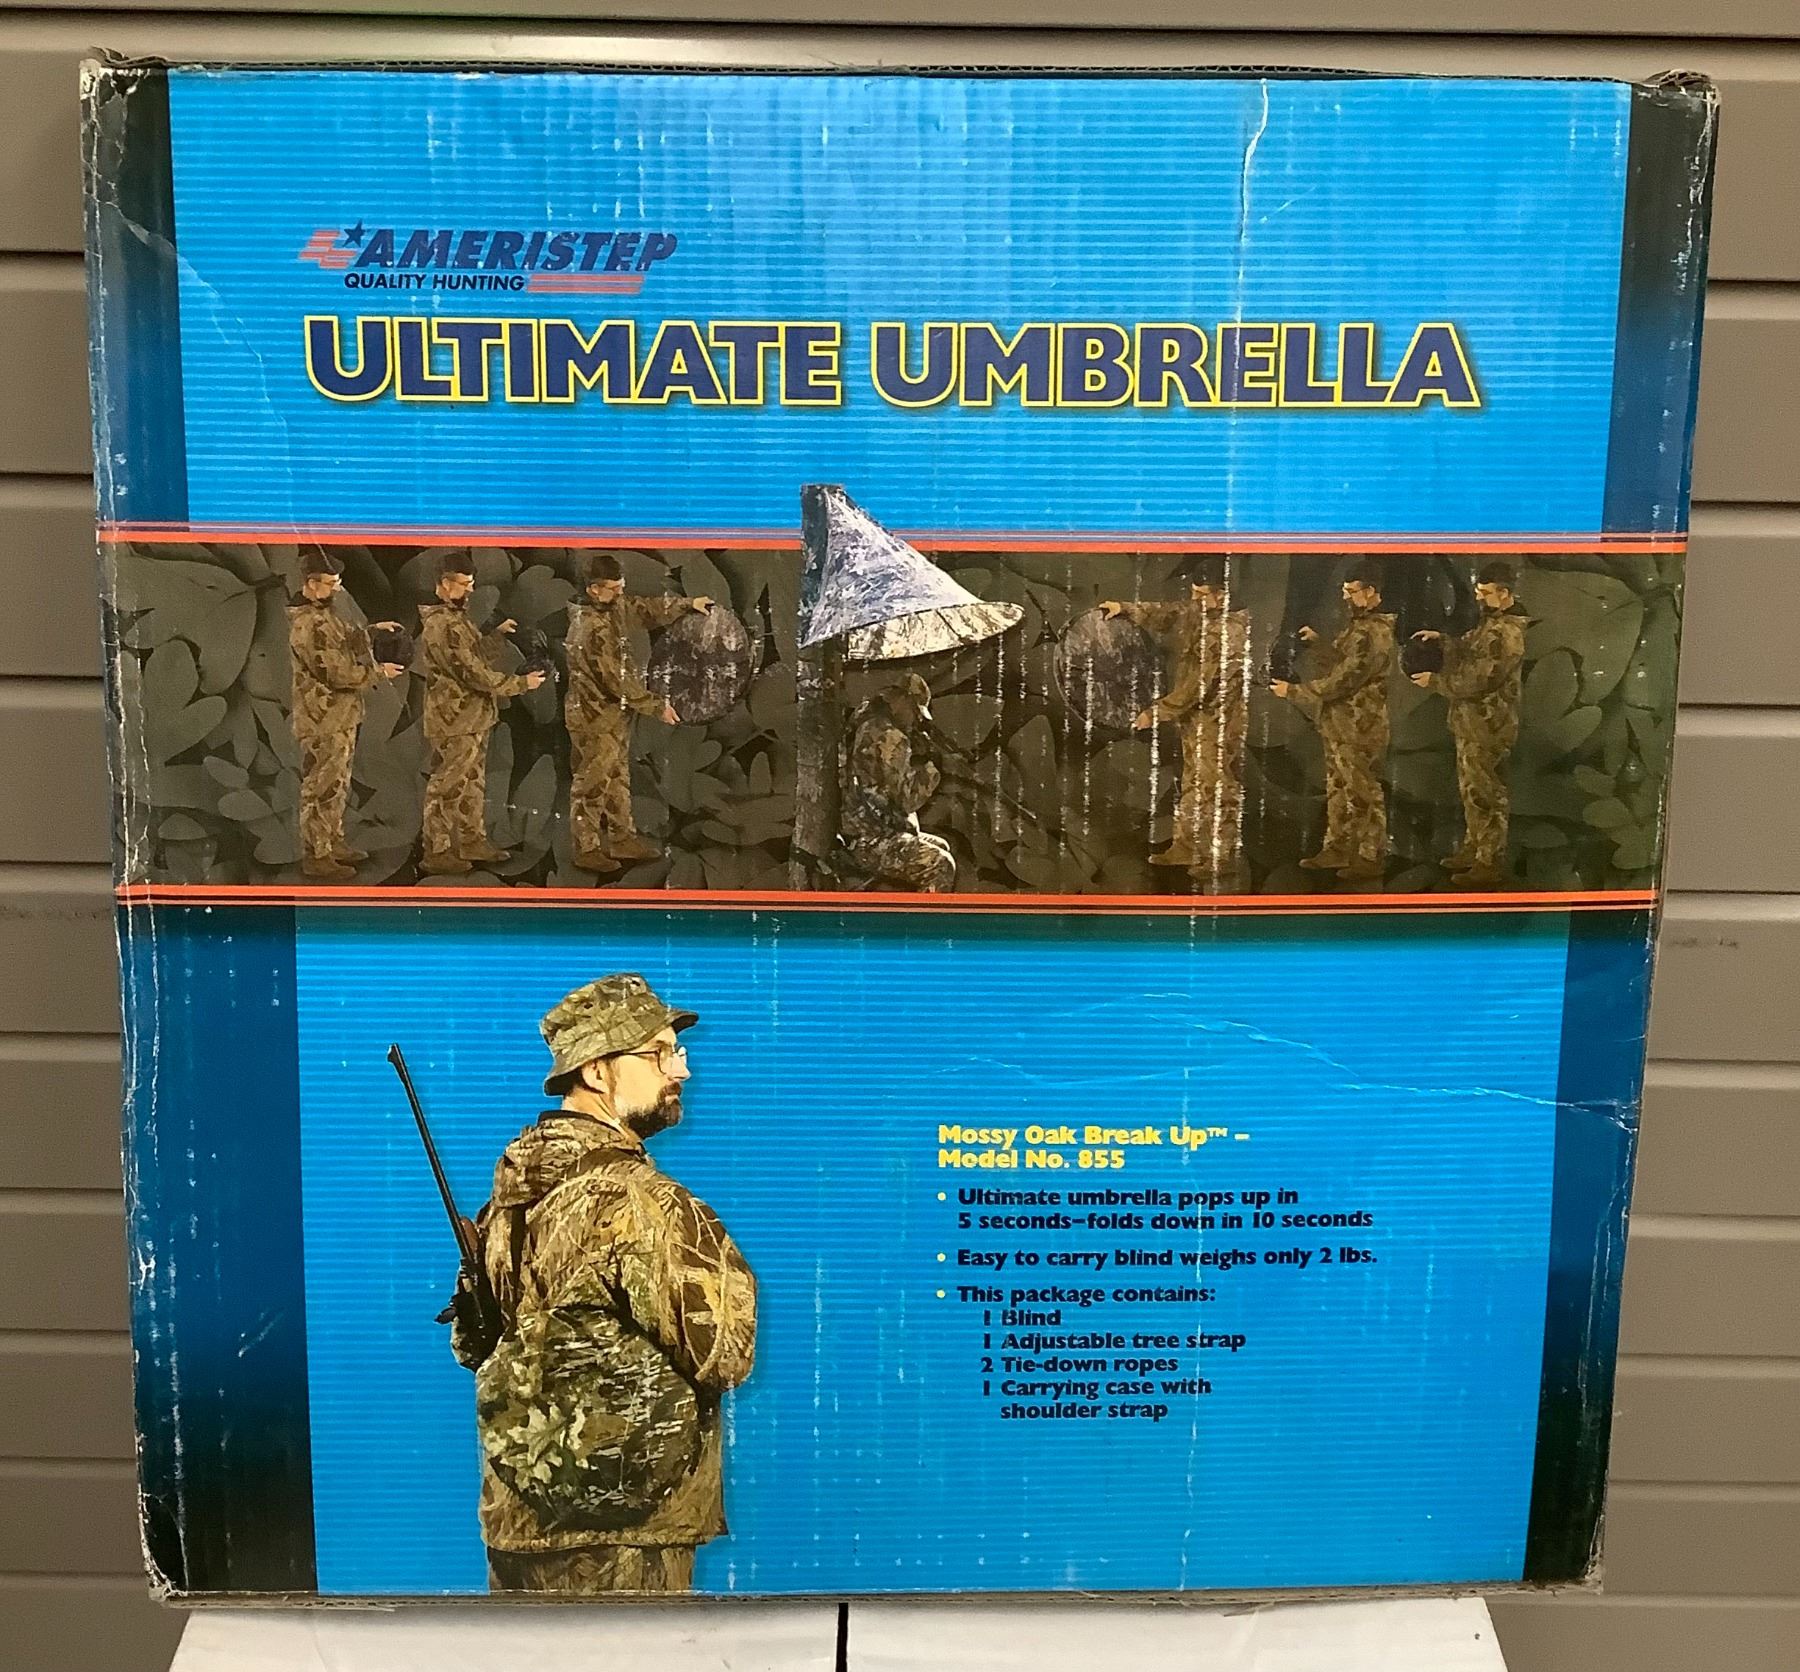 AMERISTEP
QUALITY HUNTING
ULTIMATE UMBRELLA
Mossy Oak Break Up™ –
Model No. 855
• Ultimate umbrella pops up in
5 seconds–folds down in 10 seconds
• Easy to carry blind weighs only 2 lbs.
• This package contains:
1 Blind
1 Adjustable tree strap
2 Tie-down ropes
1 Carrying case with
shoulder strap